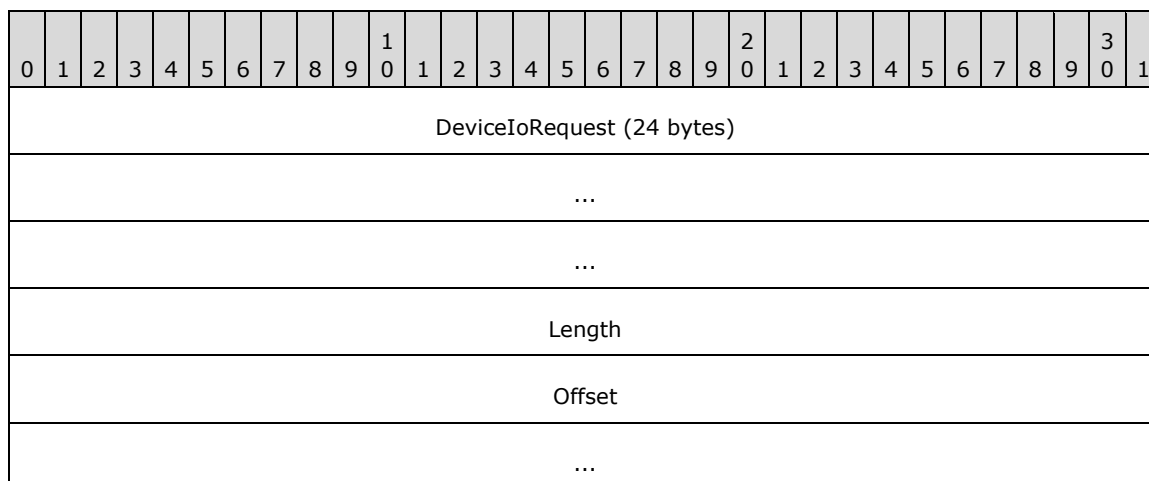 1 2 3
0 1 2 3 4 5 6 7 8 9 0 1 2 3 4 5 6 7 8 9 0 1 2 3 4 5 6 7 8 9 0 1
DeviceIoRequest (24 bytes)
...
...
Length
Offset
...